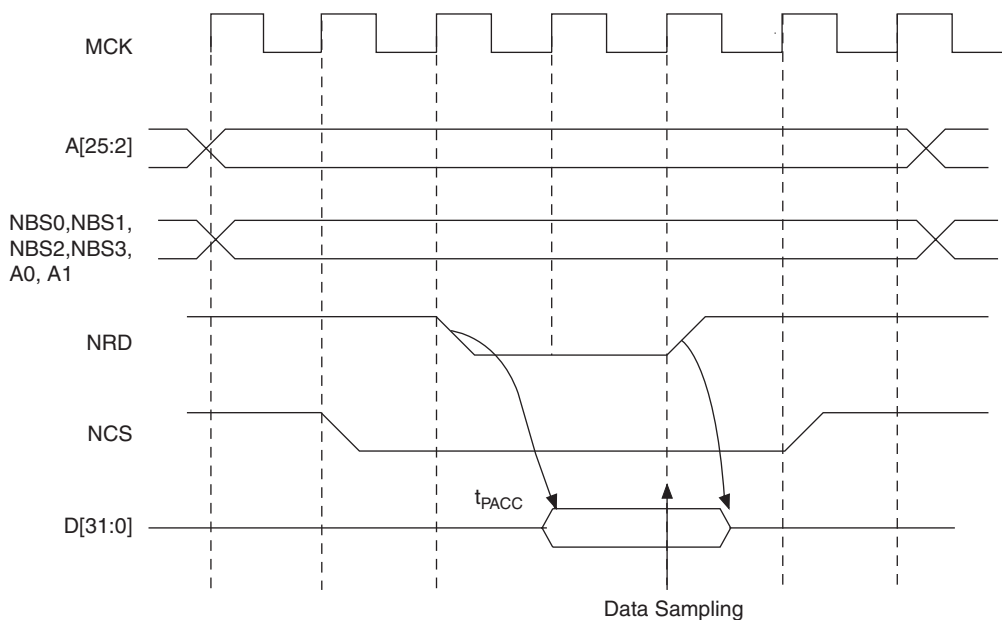 MCK
A[25:2]
NBS0,NBS1,
NBS2,NBS3,
A0, A1
NRD
NCS
tPACC
D[31:0]
Data Sampling